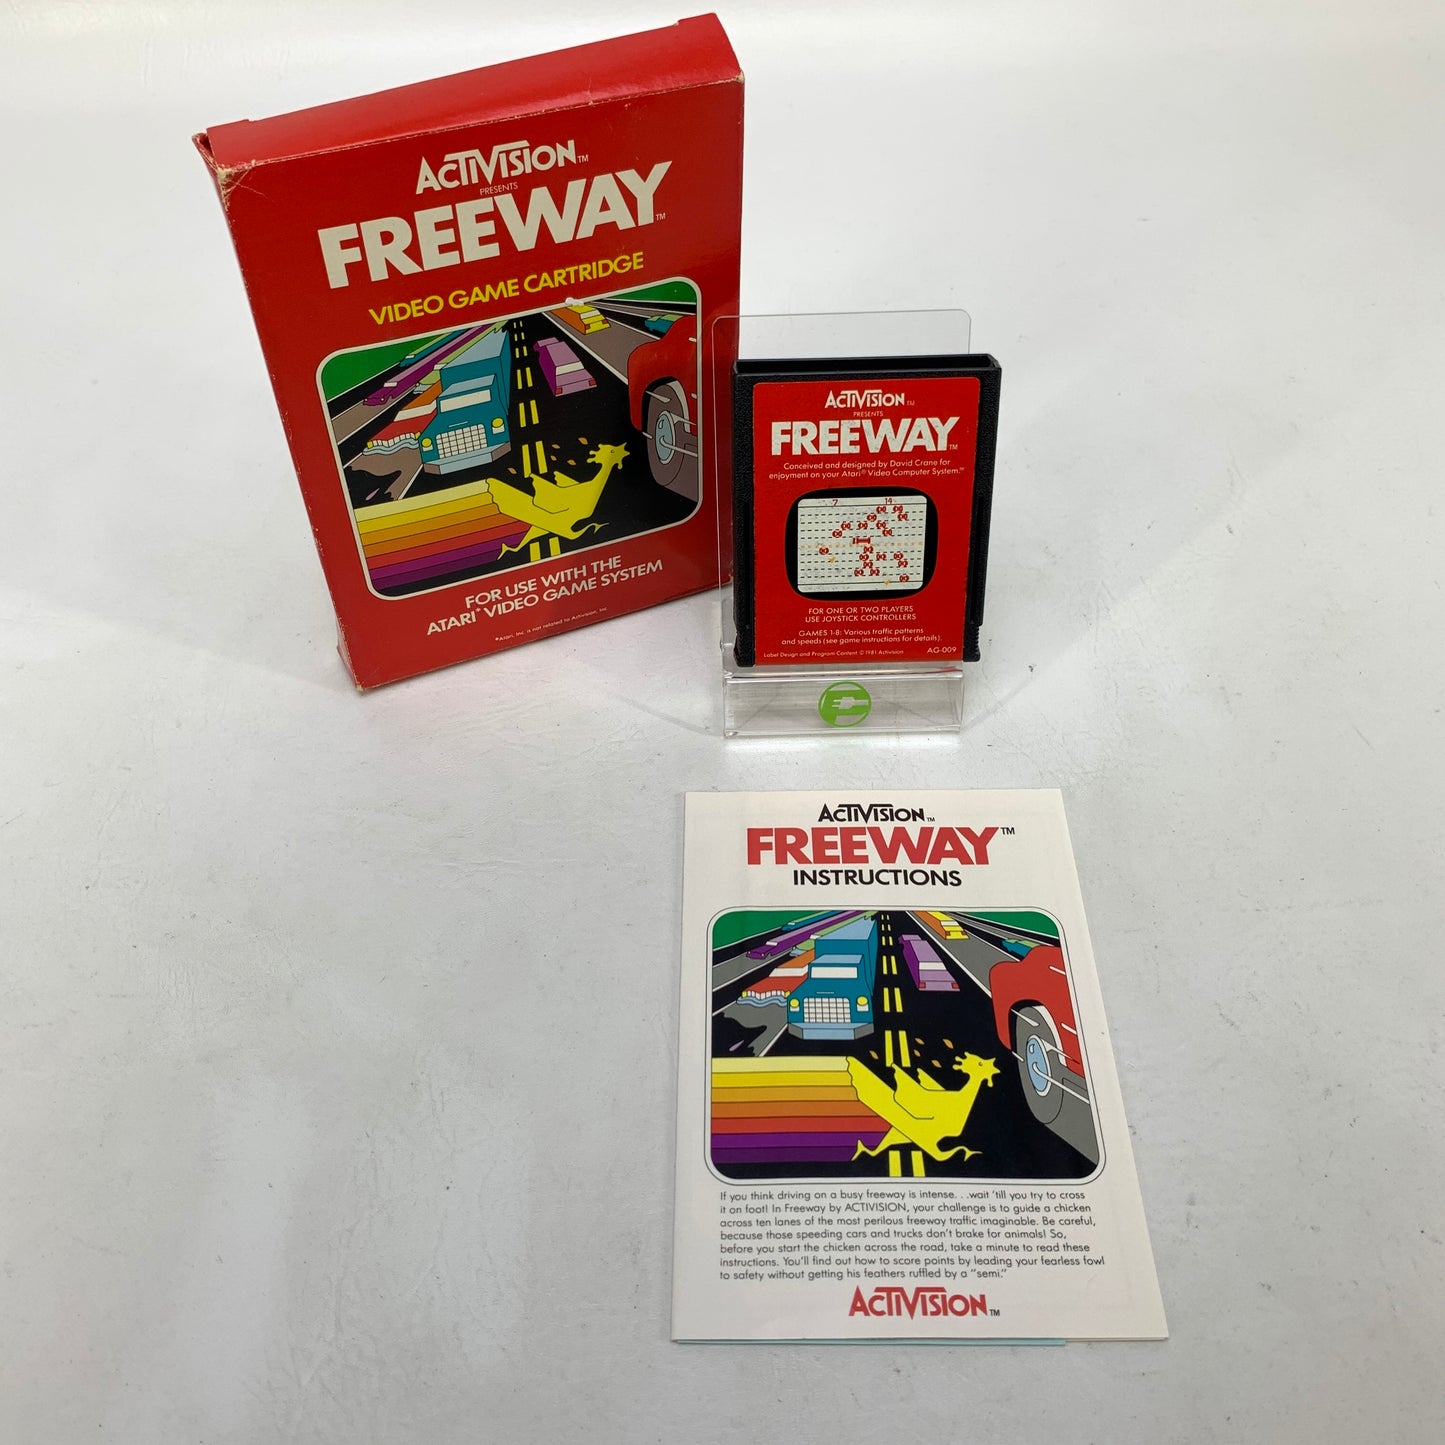 ACTIVISION™
PRESENTS
FREEWAY™
VIDEO GAME CARTRIDGE
FOR USE WITH THE
ATARI* VIDEO GAME SYSTEM
*Atari, Inc. is not related to Activision, Inc.
ACTIVISION™
PRESENTS
FREEWAY™
Conceived and designed by David Crane for
enjoyment on your Atari® Video Computer System.™
7 14
FOR ONE OR TWO PLAYERS
USE JOYSTICK CONTROLLERS
GAMES 1-8: Various traffic patterns
and speeds (see game instructions for details).
Label Design and Program Content © 1981 Activision AG-009
ACTIVISION™
FREEWAY™
INSTRUCTIONS
If you think driving on a busy freeway is intense. . .wait 'till you try to cross
it on foot! In Freeway by ACTIVISION, your challenge is to guide a chicken
across ten lanes of the most perilous freeway traffic imaginable. Be careful,
because those speeding cars and trucks don't brake for animals! So,
before you start the chicken across the road, take a minute to read these
instructions. You'll find out how to score points by leading your fearless fowl
to safety without getting his feathers ruffled by a "semi."
ACTIVISION™